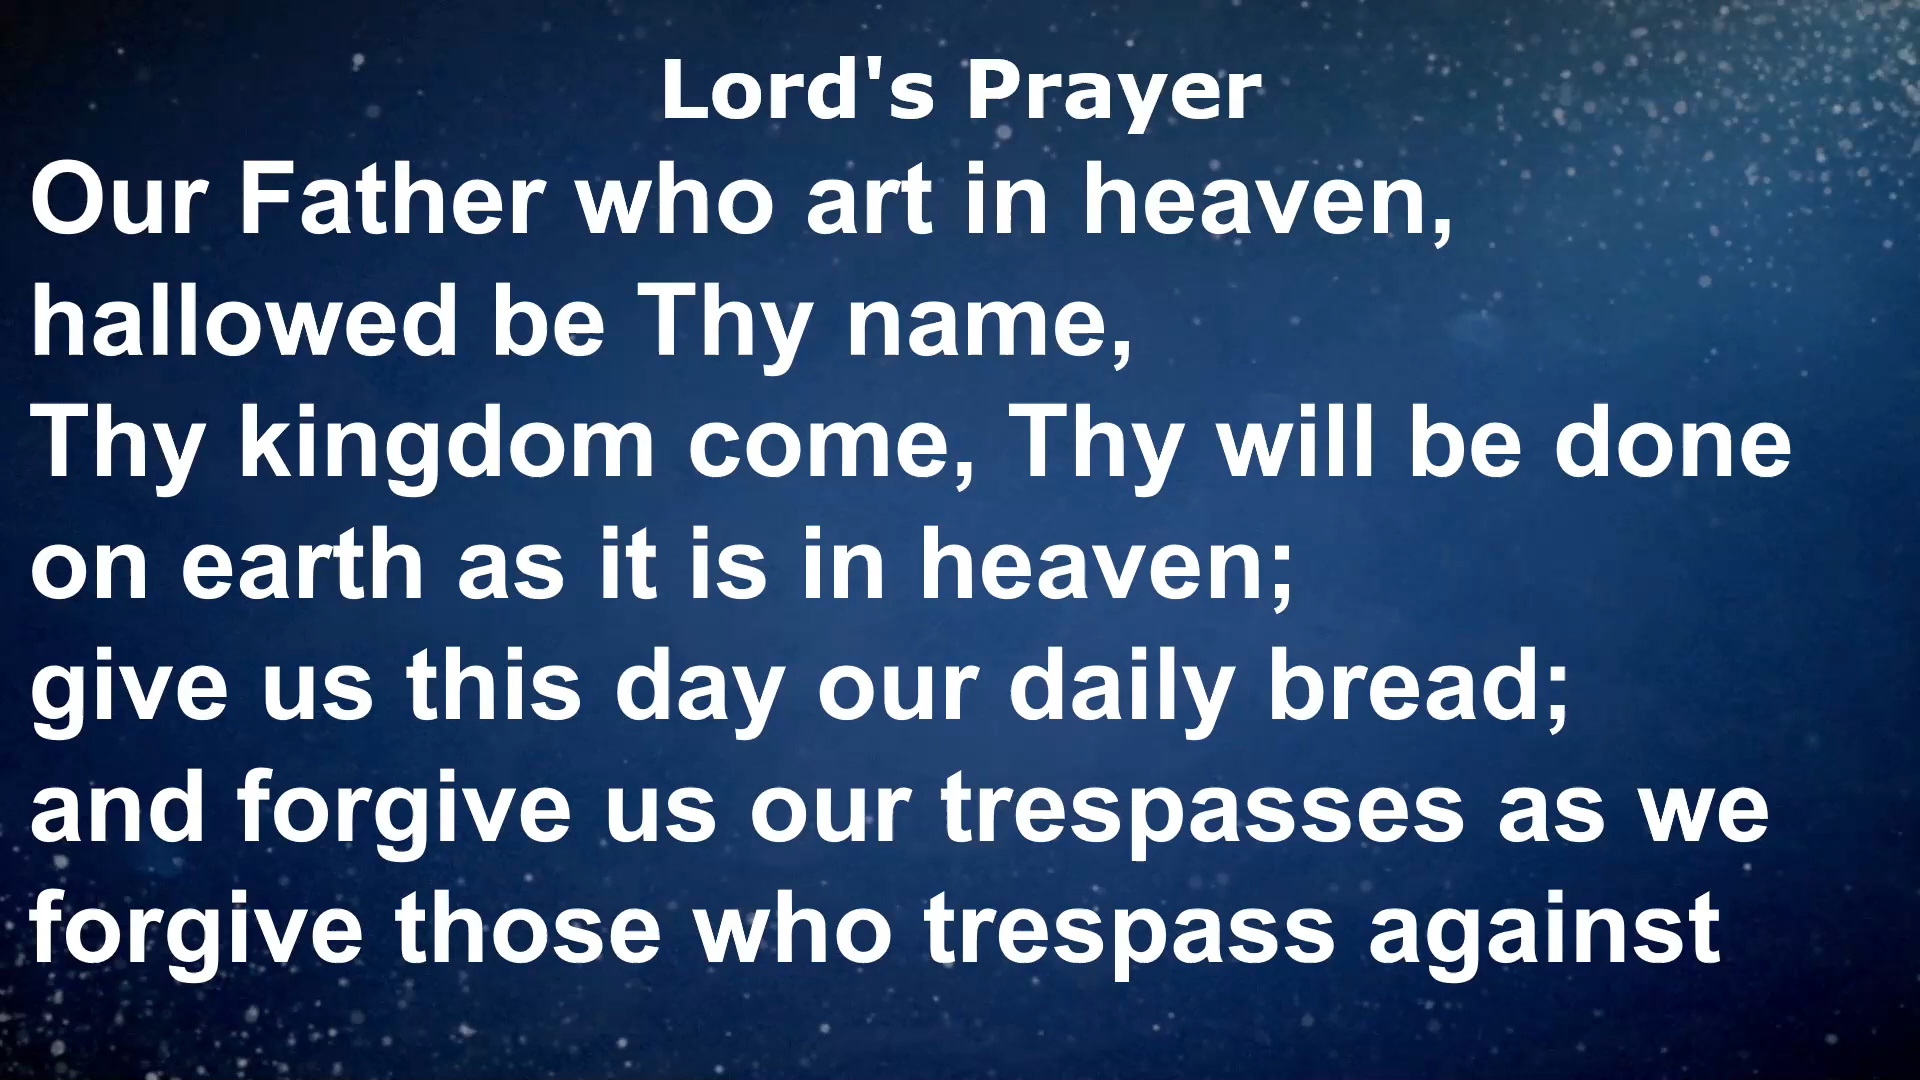 Lord's Prayer
Our Father who art in heaven,
hallowed be Thy name,
Thy kingdom come, Thy will be done
on earth as it is in heaven;
give us this day our daily bread;
and forgive us our trespasses as we
forgive those who trespass against